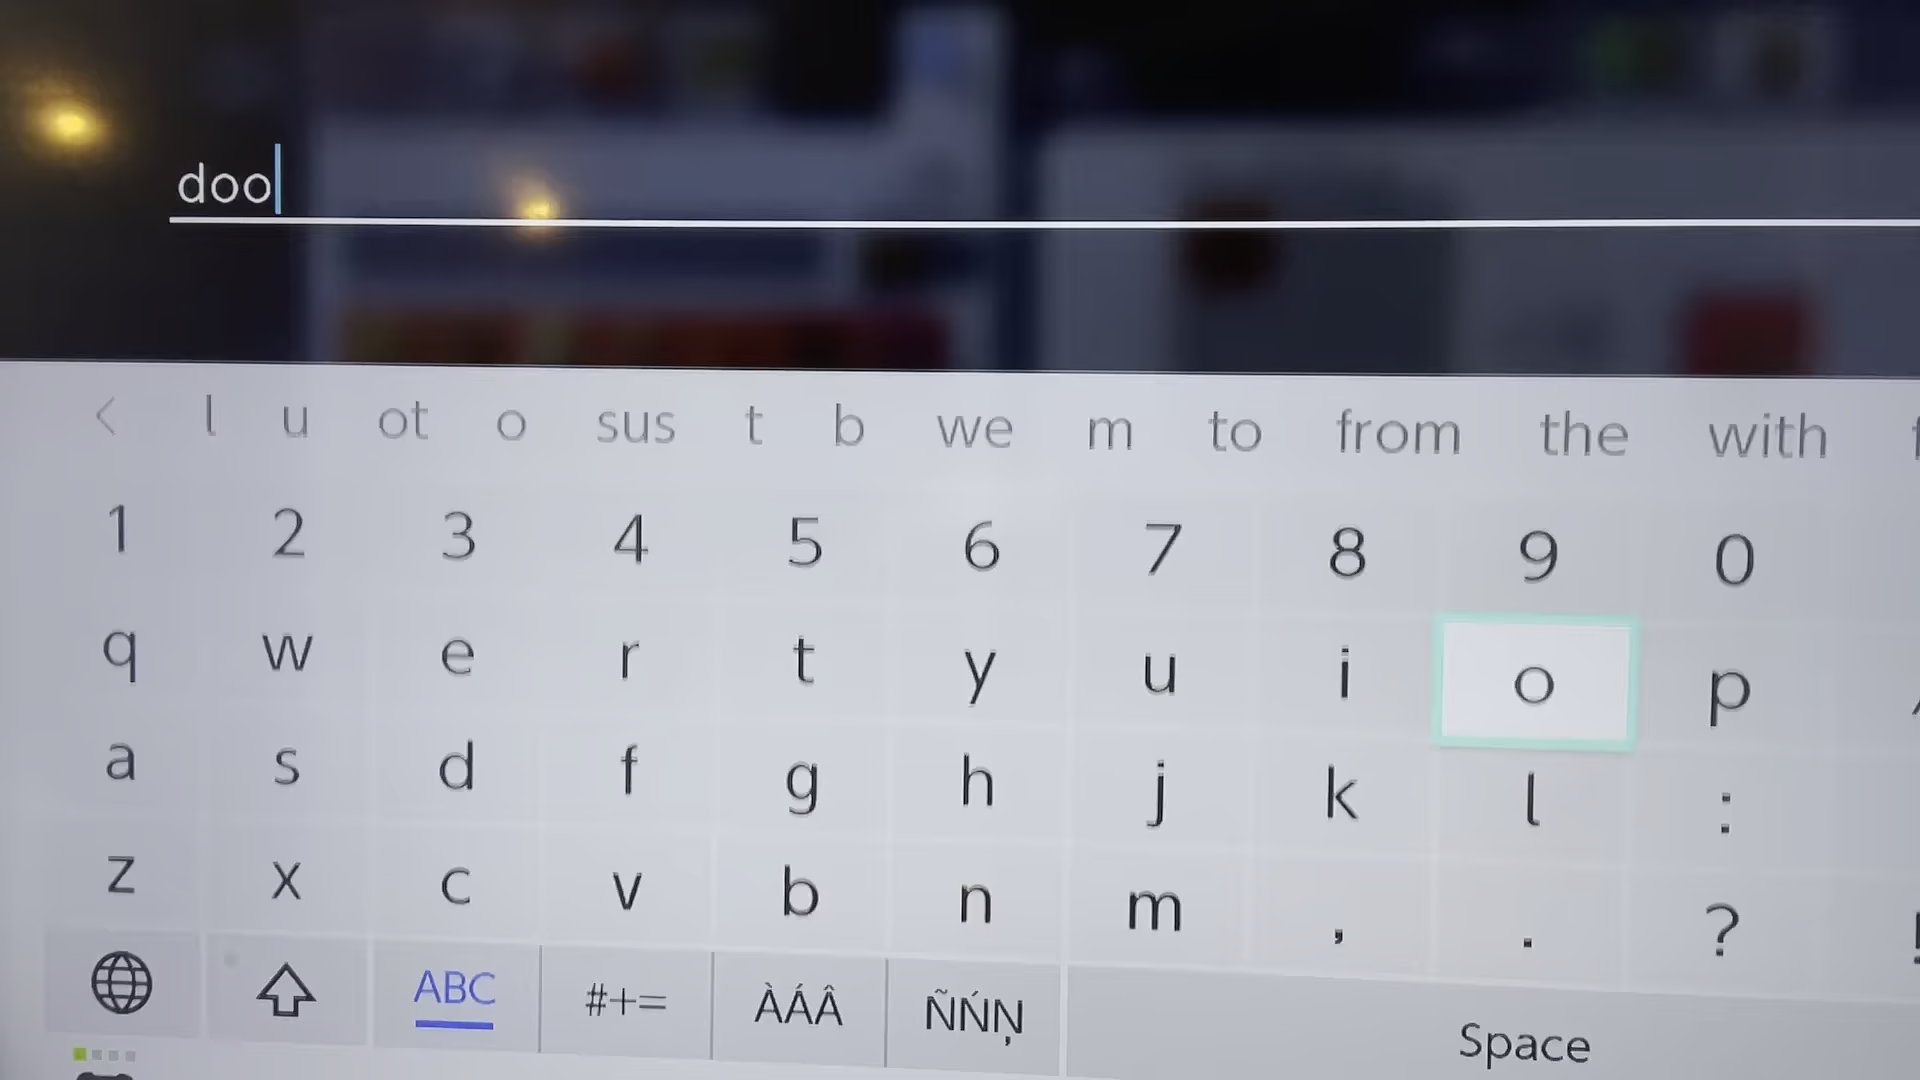 doo
< l u ot o sus t b we m to from the with
1 2 3 4 5 6 7 8 9 0
q w e r t y u i o p
a s d f g h j k l :
z x c v b n m , . ?
ABC #+= ÀÁÂ ÑŃŅ Space